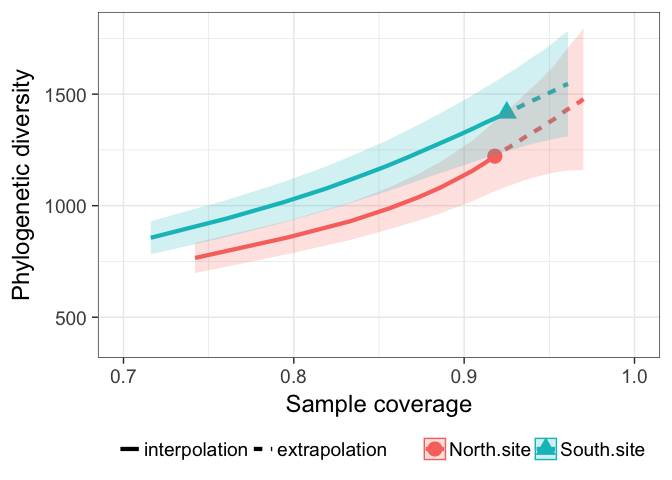 Phylogenetic diversity
1500
1000
500
0.7 0.8 0.9 1.0
Sample coverage
interpolation extrapolation North.site South.site